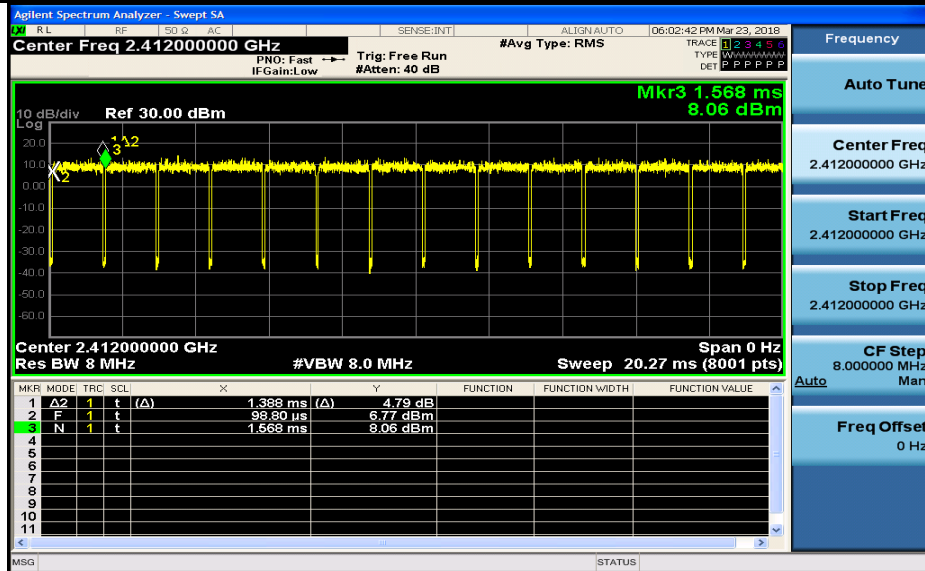 Agilent Spectrum Analyzer - Swept SA
LXI RL RF 50 Ω AC SENSE:INT ALIGN AUTO 06:02:42 PM Mar 23, 2018
Center Freq 2.412000000 GHz #Avg Type: RMS TRACE 1 2 3 4 5 6
PNO: Fast Trig: Free Run TYPE WWWWWW
IFGain:Low #Atten: 40 dB DET P P P P P P
Mkr3 1.568 ms
8.06 dBm
10 dB/div Ref 30.00 dBm
Log
20.0
10.0
0.00
-10.0
-20.0
-30.0
-40.0
-50.0
-60.0
1Δ2
3
2
Center 2.412000000 GHz Span 0 Hz
Res BW 8 MHz #VBW 8.0 MHz Sweep 20.27 ms (8001 pts)
MKR MODE TRC SCL X Y FUNCTION FUNCTION WIDTH FUNCTION VALUE
1 Δ2 1 t (Δ) 1.388 ms (Δ) 4.79 dB
2 F 1 t 98.80 µs 6.77 dBm
3 N 1 t 1.568 ms 8.06 dBm
4
5
6
7
8
9
10
11
MSG STATUS
Frequency
Auto Tune
Center Freq
2.412000000 GHz
Start Freq
2.412000000 GHz
Stop Freq
2.412000000 GHz
CF Step
8.000000 MHz
Auto Man
Freq Offset
0 Hz